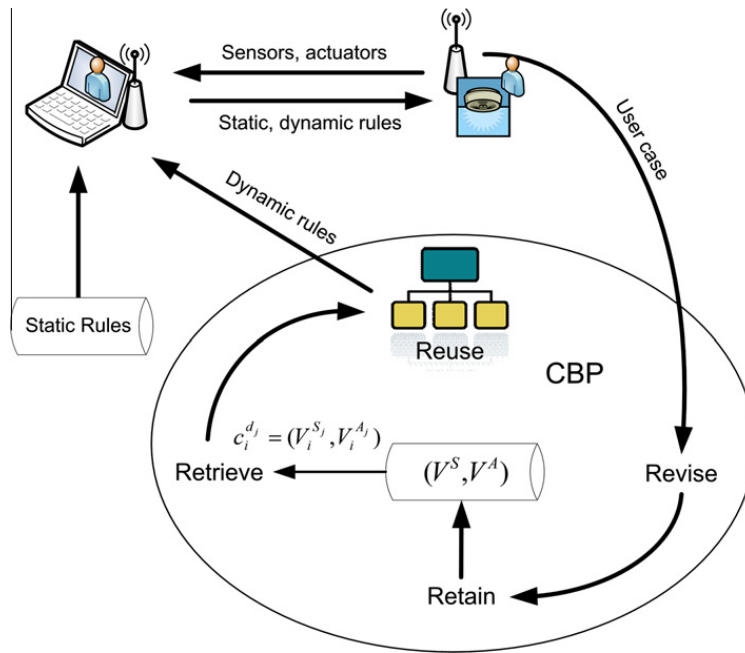 Sensors, actuators
Static, dynamic rules
User case
Dynamic rules
Static Rules
Reuse
CBP
c_i^{d_j} = (V_i^{S_j}, V_i^{A_j})
Retrieve
(V^S, V^A)
Revise
Retain